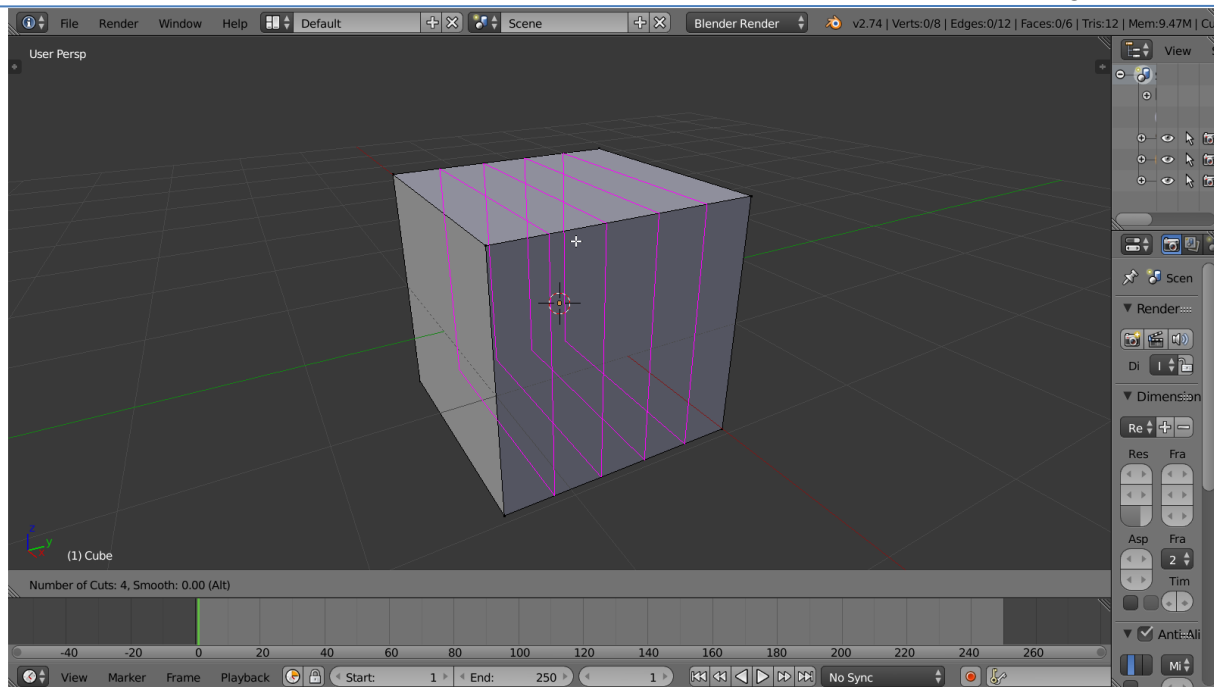 File Render Window Help Default Scene Blender Render v2.74 | Verts:0/8 | Edges:0/12 | Faces:0/6 | Tris:12 | Mem:9.47M | Cu
User Persp
View
Scen
Render
Di
Dimension
Re
Res Fra
Asp Fra
2
Tim
Anti-Ali
Mi
z
y
(1) Cube
Number of Cuts: 4, Smooth: 0.00 (Alt)
-40 -20 0 20 40 60 80 100 120 140 160 180 200 220 240 260
View Marker Frame Playback Start: 1 End: 250 1 No Sync